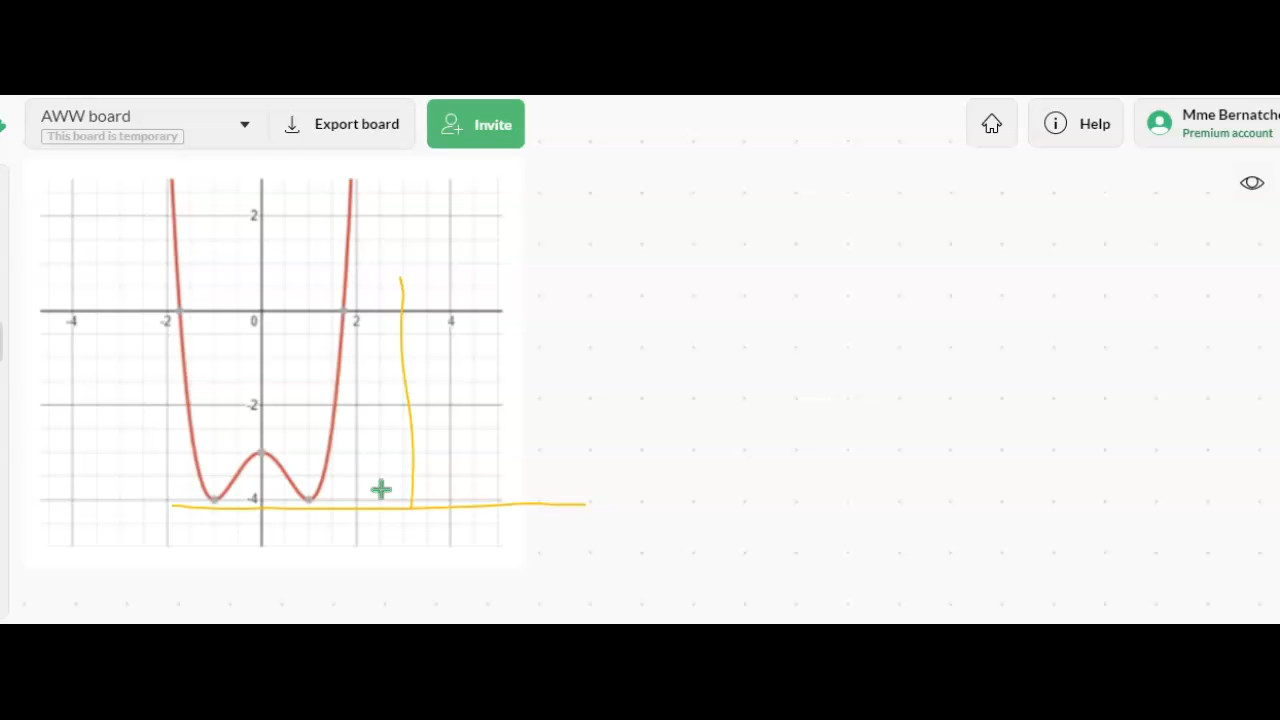 AWW board
This board is temporary
Export board
Invite
Help
Mme Bernatche
Premium account
2
-4 -2 0 2 4
-2
-4